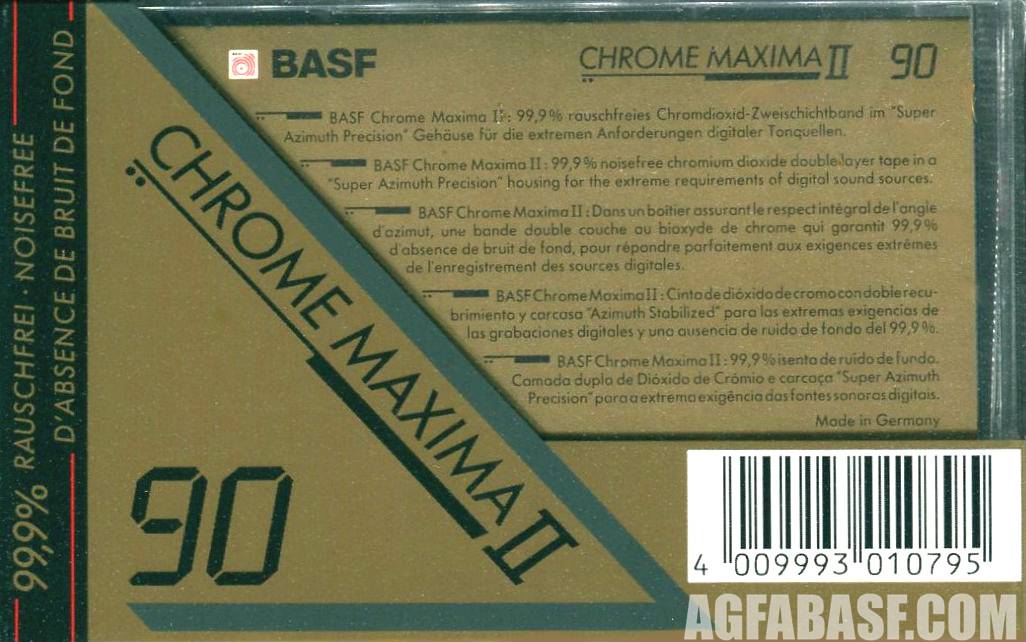 99,9% RAUSCHFREI · NOISEFREE
D'ABSENCE DE BRUIT DE FOND
BASF
CHROME MAXIMA II 90
BASF Chrome Maxima II: 99,9% rauschfreies Chromdioxid-Zweischichtband im "Super
Azimuth Precision" Gehäuse für die extremen Anforderungen digitaler Tonquellen.
BASF Chrome Maxima II: 99,9% noisefree chromium dioxide double layer tape in a
"Super Azimuth Precision" housing for the extreme requirements of digital sound sources.
BASF Chrome Maxima II: Dans un boîtier assurant le respect intégral de l'angle
d'azimut, une bande double couche au bioxyde de chrome qui garantit 99,9%
d'absence de bruit de fond, pour répondre parfaitement aux exigences extrêmes
de l'enregistrement des sources digitales.
BASF Chrome Maxima II: Cinta de dióxido de cromo con doble recu-
brimiento y carcasa "Azimuth Stabilized" para las extremas exigencias de
las grabaciones digitales y una ausencia de ruido de fondo del 99,9%.
BASF Chrome Maxima II: 99,9% isenta de ruído de fundo.
Camada dupla de Dióxido de Crómio e carcaça "Super Azimuth
Precision" para a extrema exigência das fontes sonoras digitais.
Made in Germany
CHROME MAXIMA II
90
4 009993 010795
AGFABASF.COM